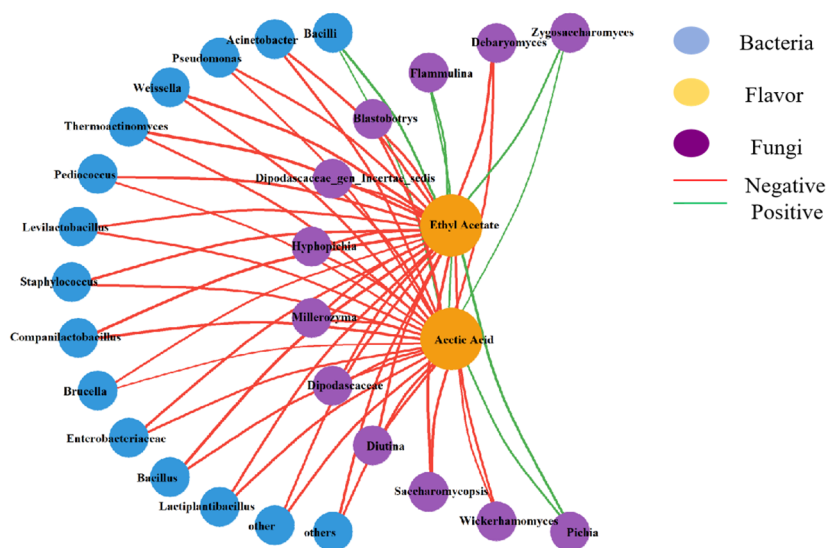 Bacilli
Zygosaccharomyces
Acinetobacter
Debaryomyces
Pseudomonas
Flammulina
Weissella
Blastobotrys
Thermoactinomyces
Pediococcus
Dipodascaceae_gen_Incertae_sedis
Levilactobacillus
Ethyl Acetate
Hyphopichia
Staphylococcus
Millerozyma
Companilactobacillus
Acetic Acid
Brucella
Dipodascaceae
Enterobacteriaceae
Diutina
Bacillus
Saccharomycopsis
Lactiplantibacillus
Wickerhamomyces
other
others
Pichia
Bacteria
Flavor
Fungi
Negative
Positive